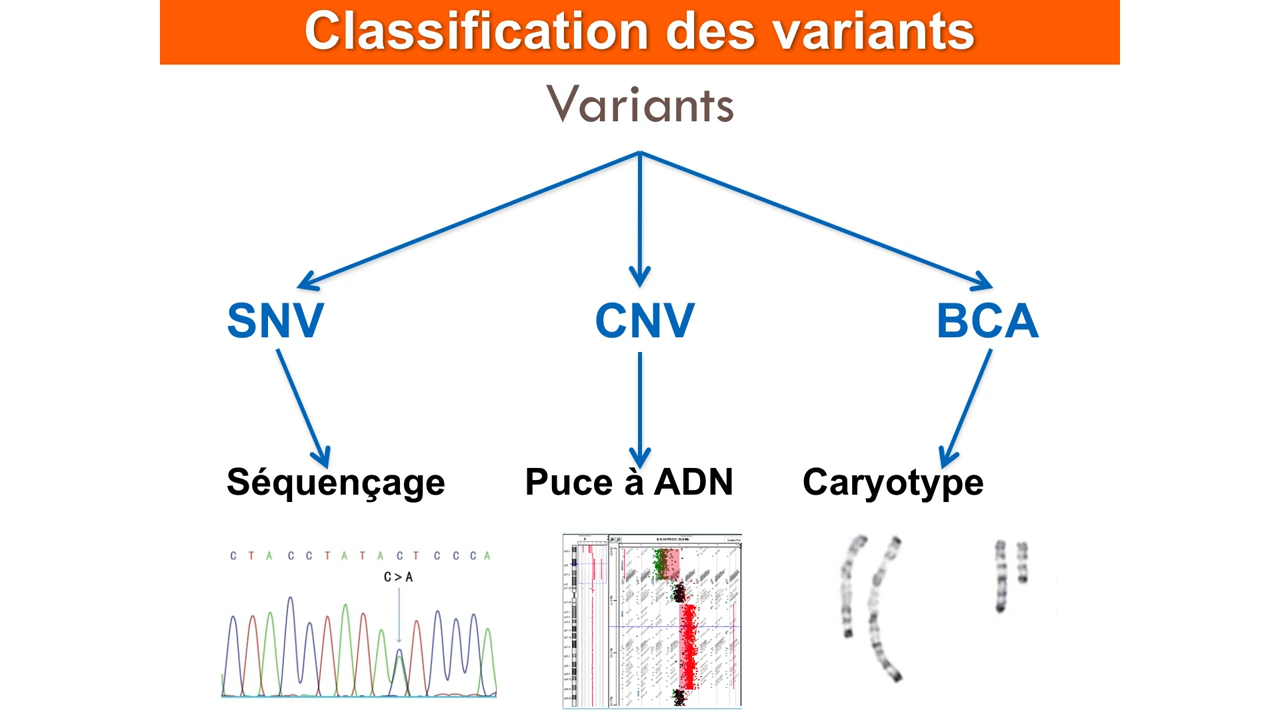 Classification des variants
Variants
SNV CNV BCA
Séquençage Puce à ADN Caryotype
C T A C C T A T A C T C C C A
C > A